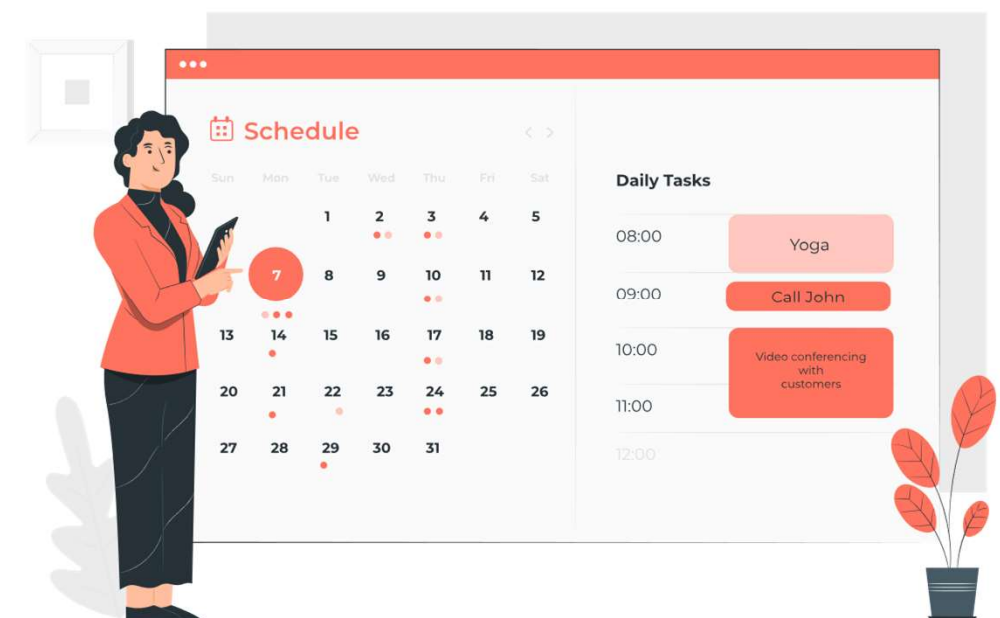 Schedule
Sun Mon Tue Wed Thu Fri Sat
1 2 3 4 5
7 8 9 10 11 12
13 14 15 16 17 18 19
20 21 22 23 24 25 26
27 28 29 30 31
Daily Tasks
08:00
Yoga
09:00
Call John
10:00
Video conferencing
with
customers
11:00
12:00